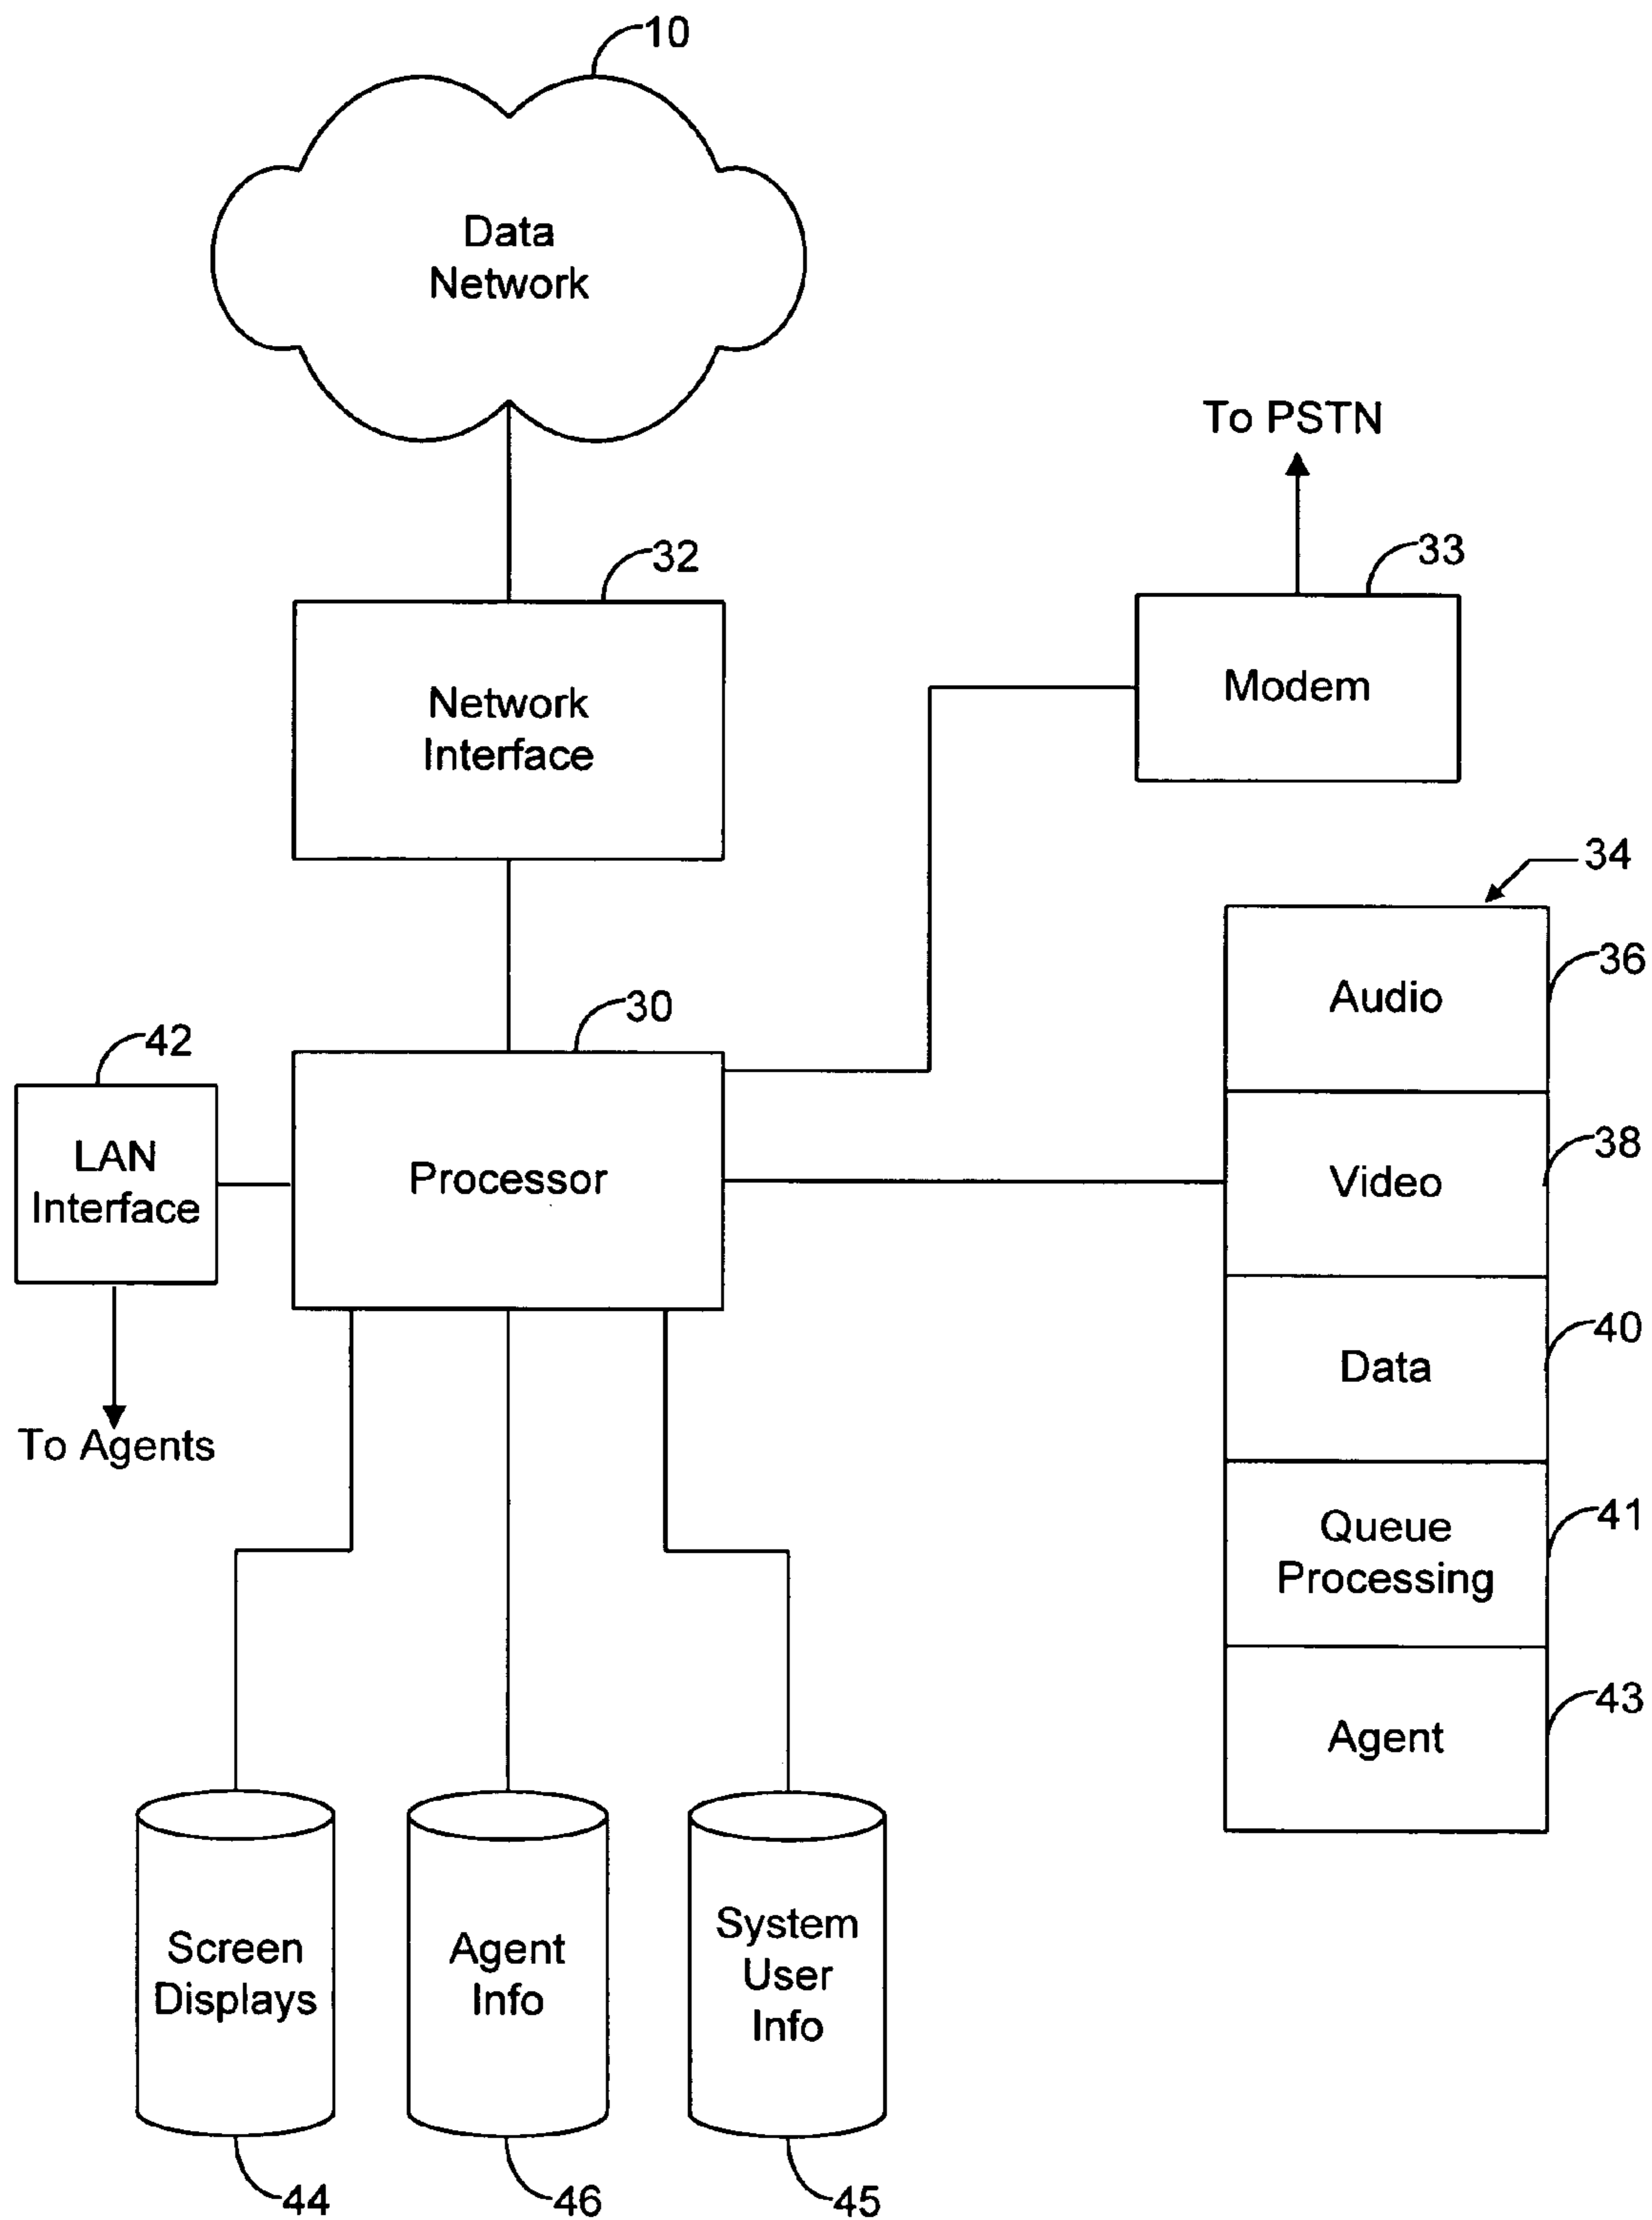 10
Data
Network
To PSTN
32
33
Network
Interface
Modem
34
36
Audio
30
42
LAN
Interface
Processor
38
Video
40
Data
To Agents
41
Queue
Processing
43
Agent
Screen
Displays
Agent
Info
System
User
Info
44
46
45